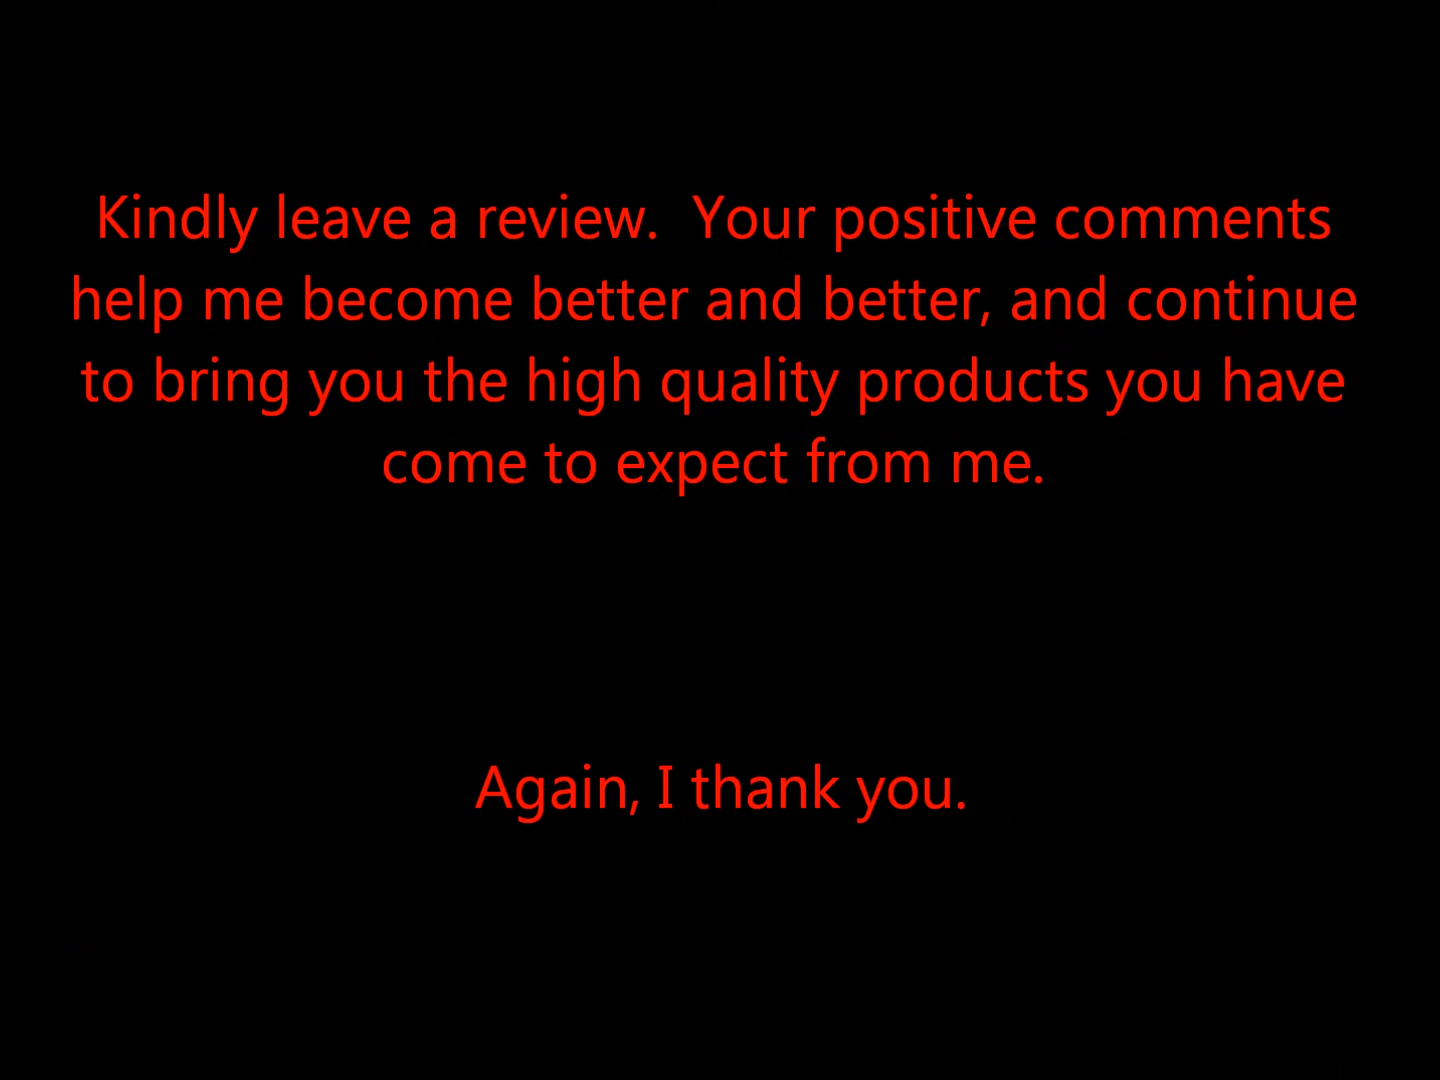 Kindly leave a review.  Your positive comments
help me become better and better, and continue
to bring you the high quality products you have
come to expect from me.
Again, I thank you.